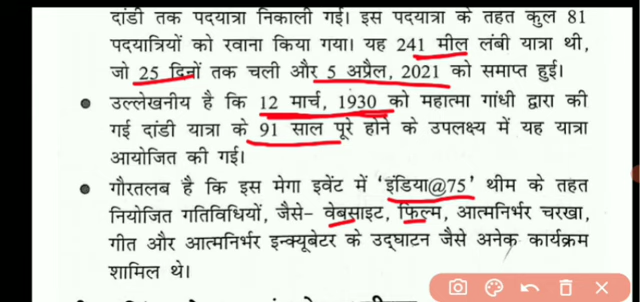 दांडी तक पदयात्रा निकाली गई। इस पदयात्रा के तहत कुल 81
पदयात्रियों को रवाना किया गया। यह 241 मील लंबी यात्रा थी,
जो 25 दिनों तक चली और 5 अप्रैल, 2021 को समाप्त हुई।
● उल्लेखनीय है कि 12 मार्च, 1930 को महात्मा गांधी द्वारा की
गई दांडी यात्रा के 91 साल पूरे होने के उपलक्ष्य में यह यात्रा
आयोजित की गई।
● गौरतलब है कि इस मेगा इवेंट में ‘इंडिया@75’ थीम के तहत
नियोजित गतिविधियों, जैसे– वेबसाइट, फिल्म, आत्मनिर्भर चरखा,
गीत और आत्मनिर्भर इन्क्यूबेटर के उद्घाटन जैसे अनेक कार्यक्रम
शामिल थे।